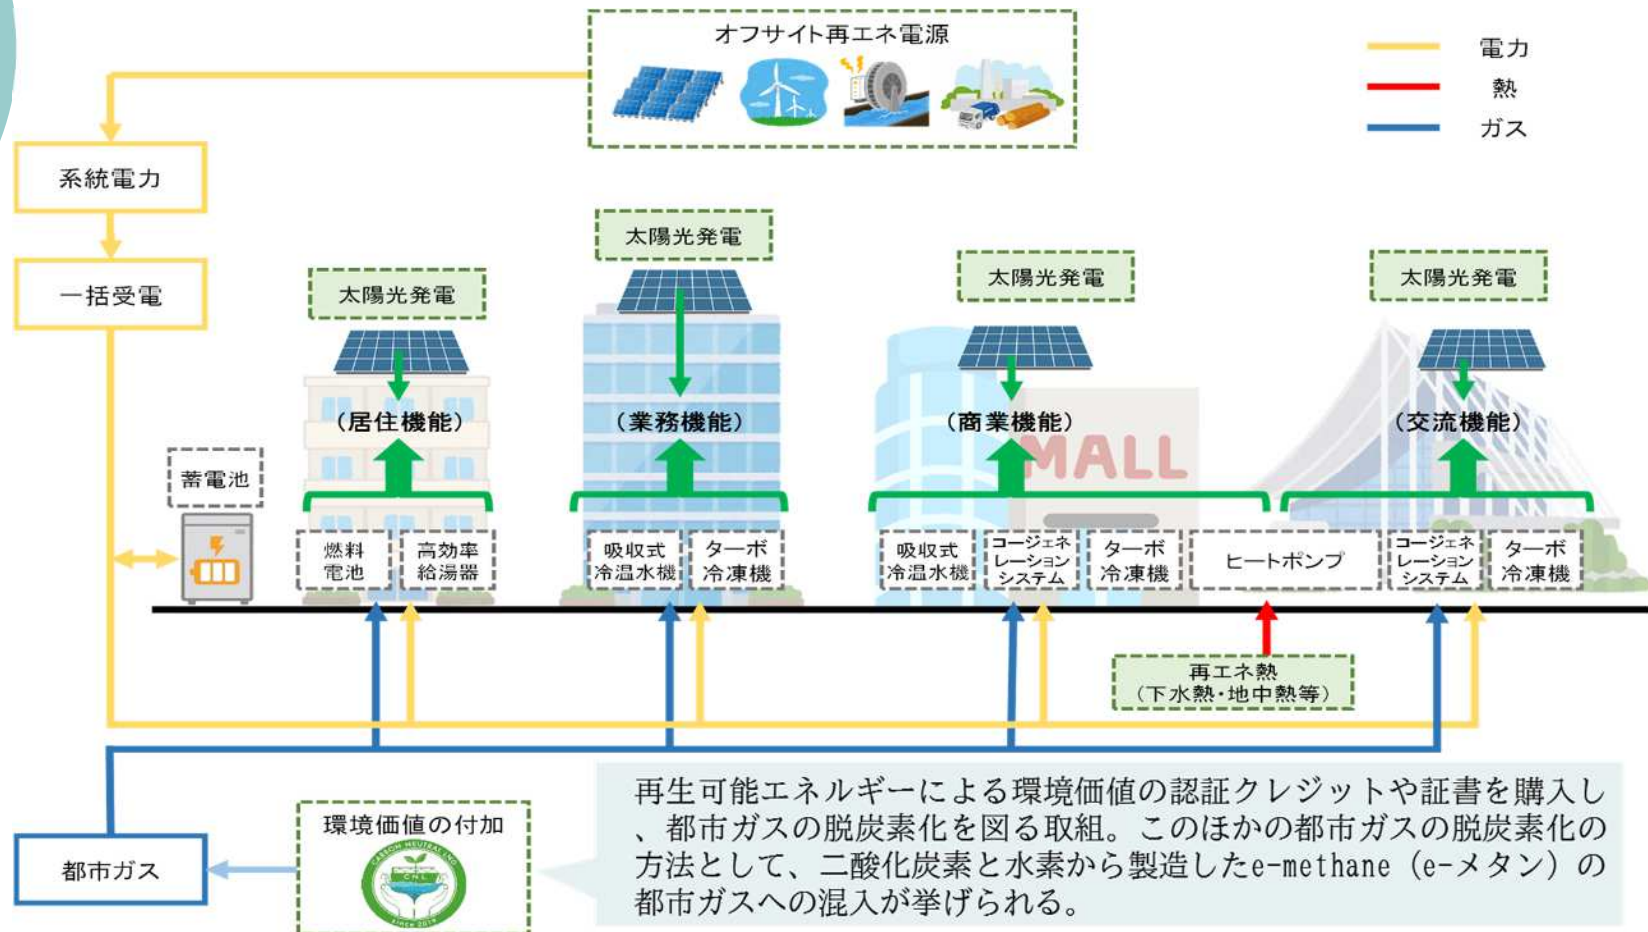 オフサイト再エネ電源
電力
熱
ガス
系統電力
一括受電
太陽光発電
太陽光発電
太陽光発電
太陽光発電
(居住機能)
(業務機能)
(商業機能)
(交流機能)
MALL
蓄電池
燃料
電池
高効率
給湯器
吸収式
冷温水機
ターボ
冷凍機
吸収式
冷温水機
コージェネ
レーション
システム
ターボ
冷凍機
ヒートポンプ
コージェネ
レーション
システム
ターボ
冷凍機
再エネ熱
(下水熱・地中熱等)
都市ガス
環境価値の付加
CARBON NEUTRAL LNG
CNL
SINCE 2019
再生可能エネルギーによる環境価値の認証クレジットや証書を購入し
、都市ガスの脱炭素化を図る取組。このほかの都市ガスの脱炭素化の
方法として、二酸化炭素と水素から製造したe-methane（e-メタン）の
都市ガスへの混入が挙げられる。